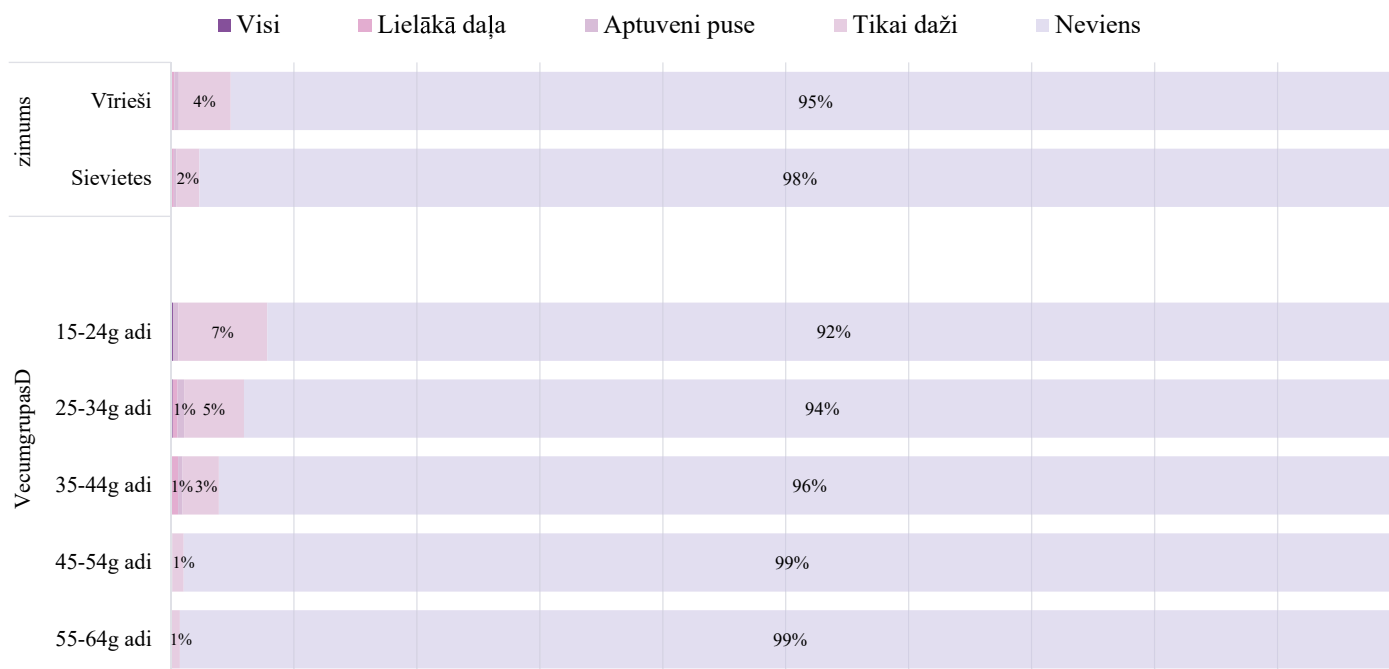 Visi Lielākā daļa Aptuveni puse Tikai daži Neviens
zimums
Vīrieši 4% 95%
Sievietes 2% 98%
VecumgrupasD
15-24g adi 7% 92%
25-34g adi 1% 5% 94%
35-44g adi 1% 3% 96%
45-54g adi 1% 99%
55-64g adi 1% 99%